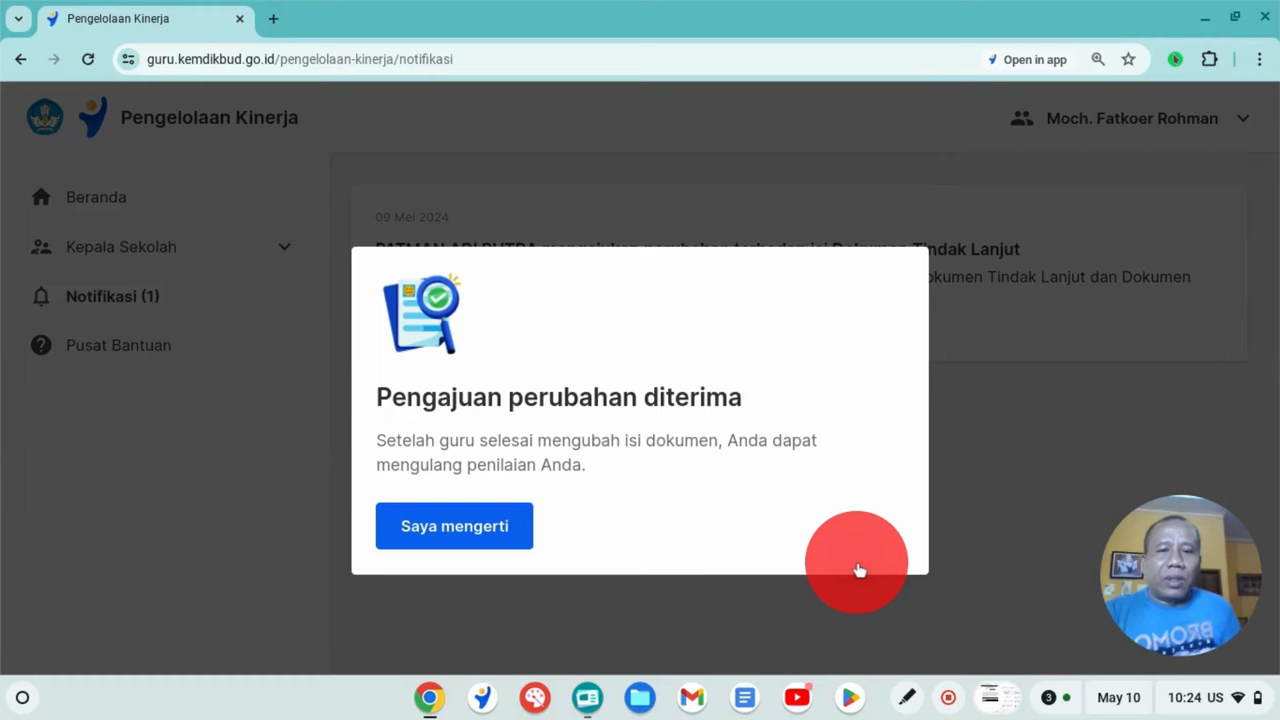 Pengelolaan Kinerja
guru.kemdikbud.go.id/pengelolaan-kinerja/notifikasi
Open in app
Pengelolaan Kinerja
Moch. Fatkoer Rohman
Beranda
Kepala Sekolah
Notifikasi (1)
Pusat Bantuan
09 Mei 2024
Tindak Lanjut
Tindak Lanjut dan Dokumen
Pengajuan perubahan diterima
Setelah guru selesai mengubah isi dokumen, Anda dapat
mengulang penilaian Anda.
Saya mengerti
BROMO
3
May 10
10:24 US